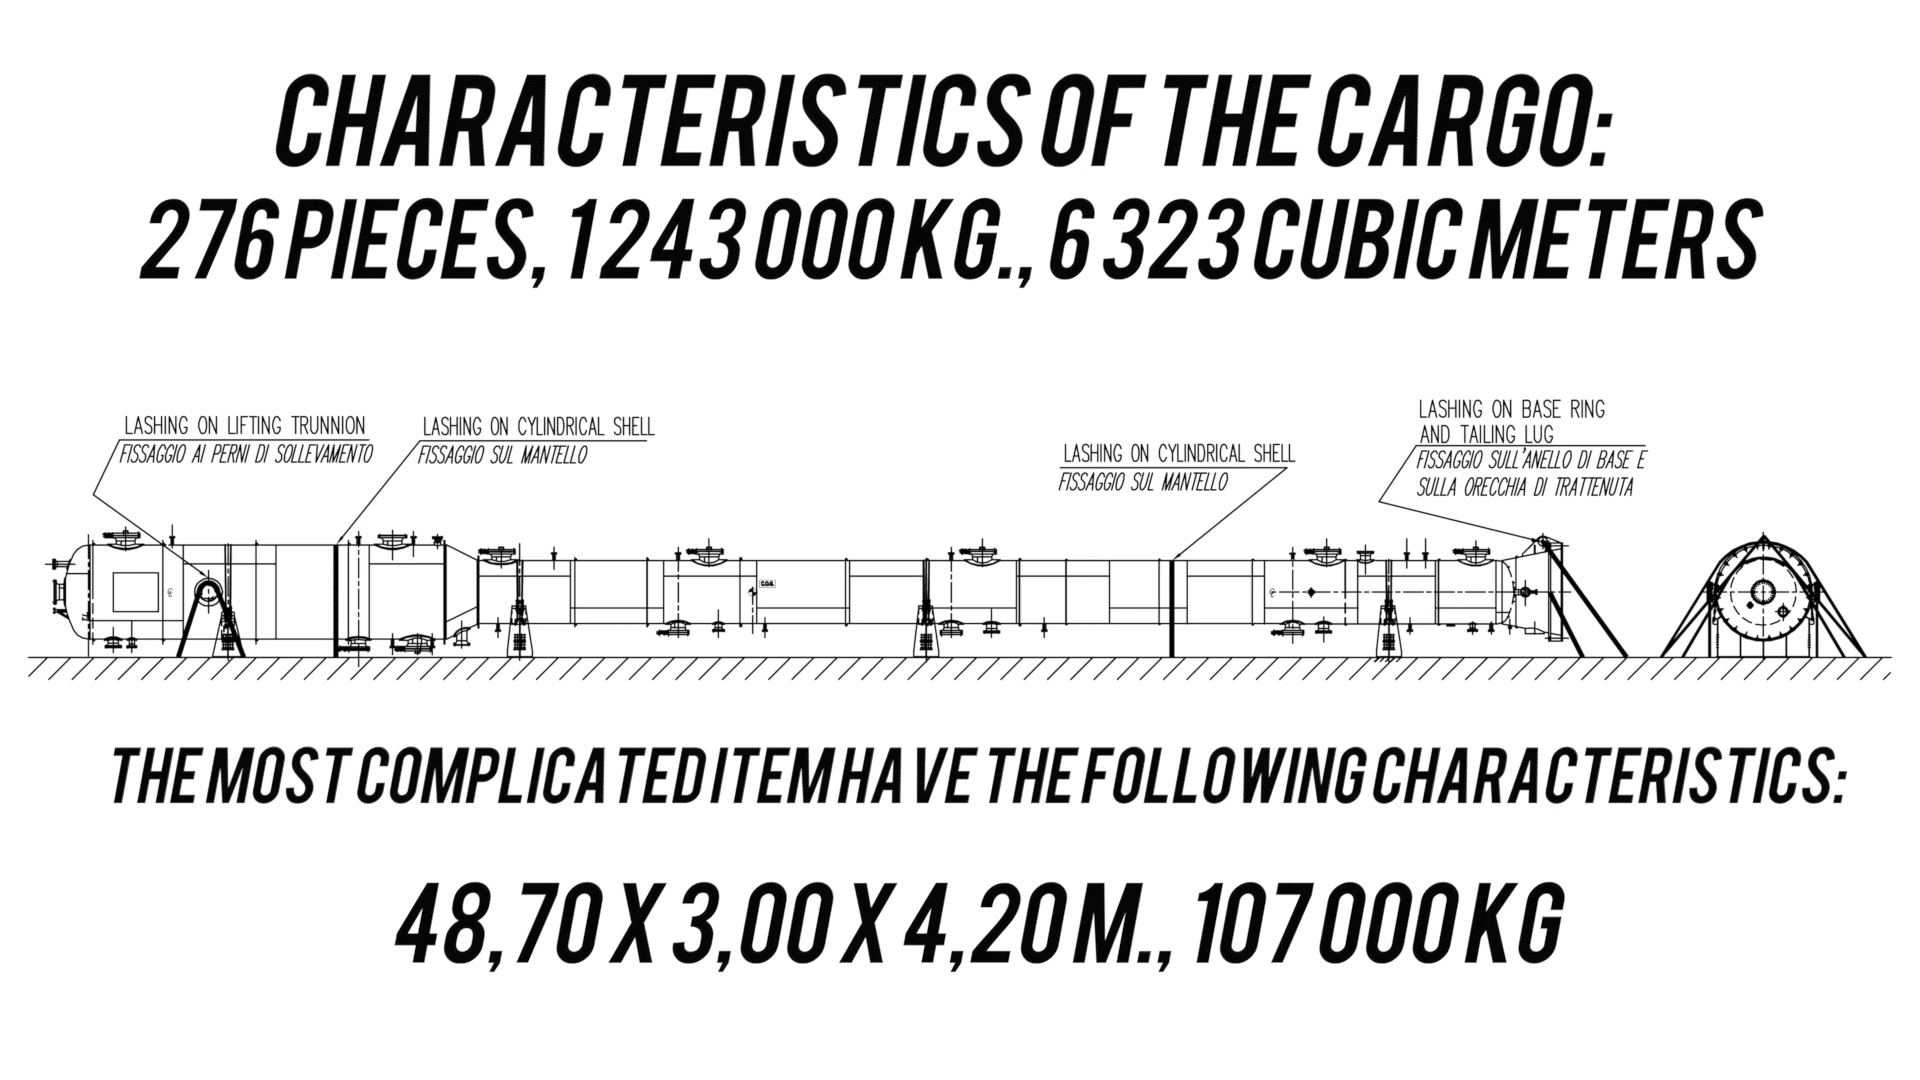 CHARACTERISTICS OF THE CARGO:
276 PIECES, 1243 000 KG., 6 323 CUBIC METERS
LASHING ON LIFTING TRUNNION
FISSAGGIO AI PERNI DI SOLLEVAMENTO
LASHING ON CYLINDRICAL SHELL
FISSAGGIO SUL MANTELLO
LASHING ON CYLINDRICAL SHELL
FISSAGGIO SUL MANTELLO
LASHING ON BASE RING
AND TAILING LUG
FISSAGGIO SULL'ANELLO DI BASE E
SULLA ORECCHIA DI TRATTENUTA
C.O.G.
THE MOST COMPLICATED ITEM HAVE THE FOLLOWING CHARACTERISTICS:
48,70 X 3,00 X 4,20 M., 107 000 KG